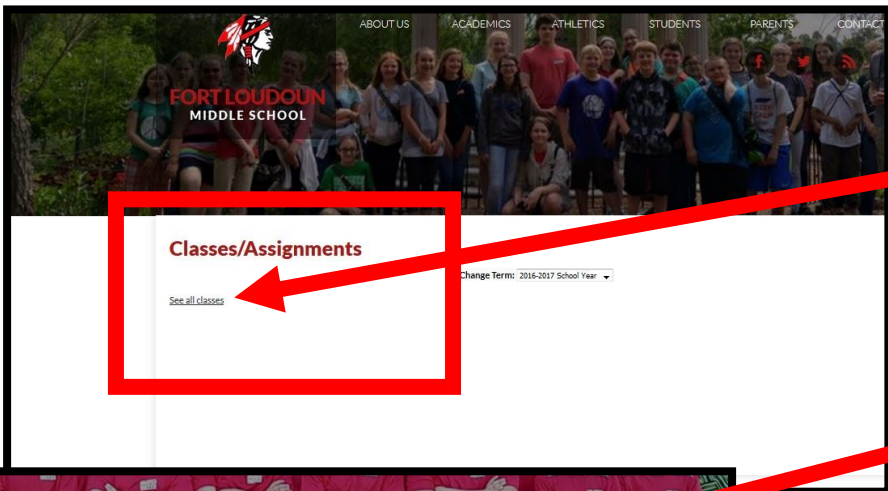 ABOUT US ACADEMICS ATHLETICS STUDENTS PARENTS CONTACT
FORT LOUDOUN
MIDDLE SCHOOL
Classes/Assignments
Change Term: 2016-2017 School Year
See all classes